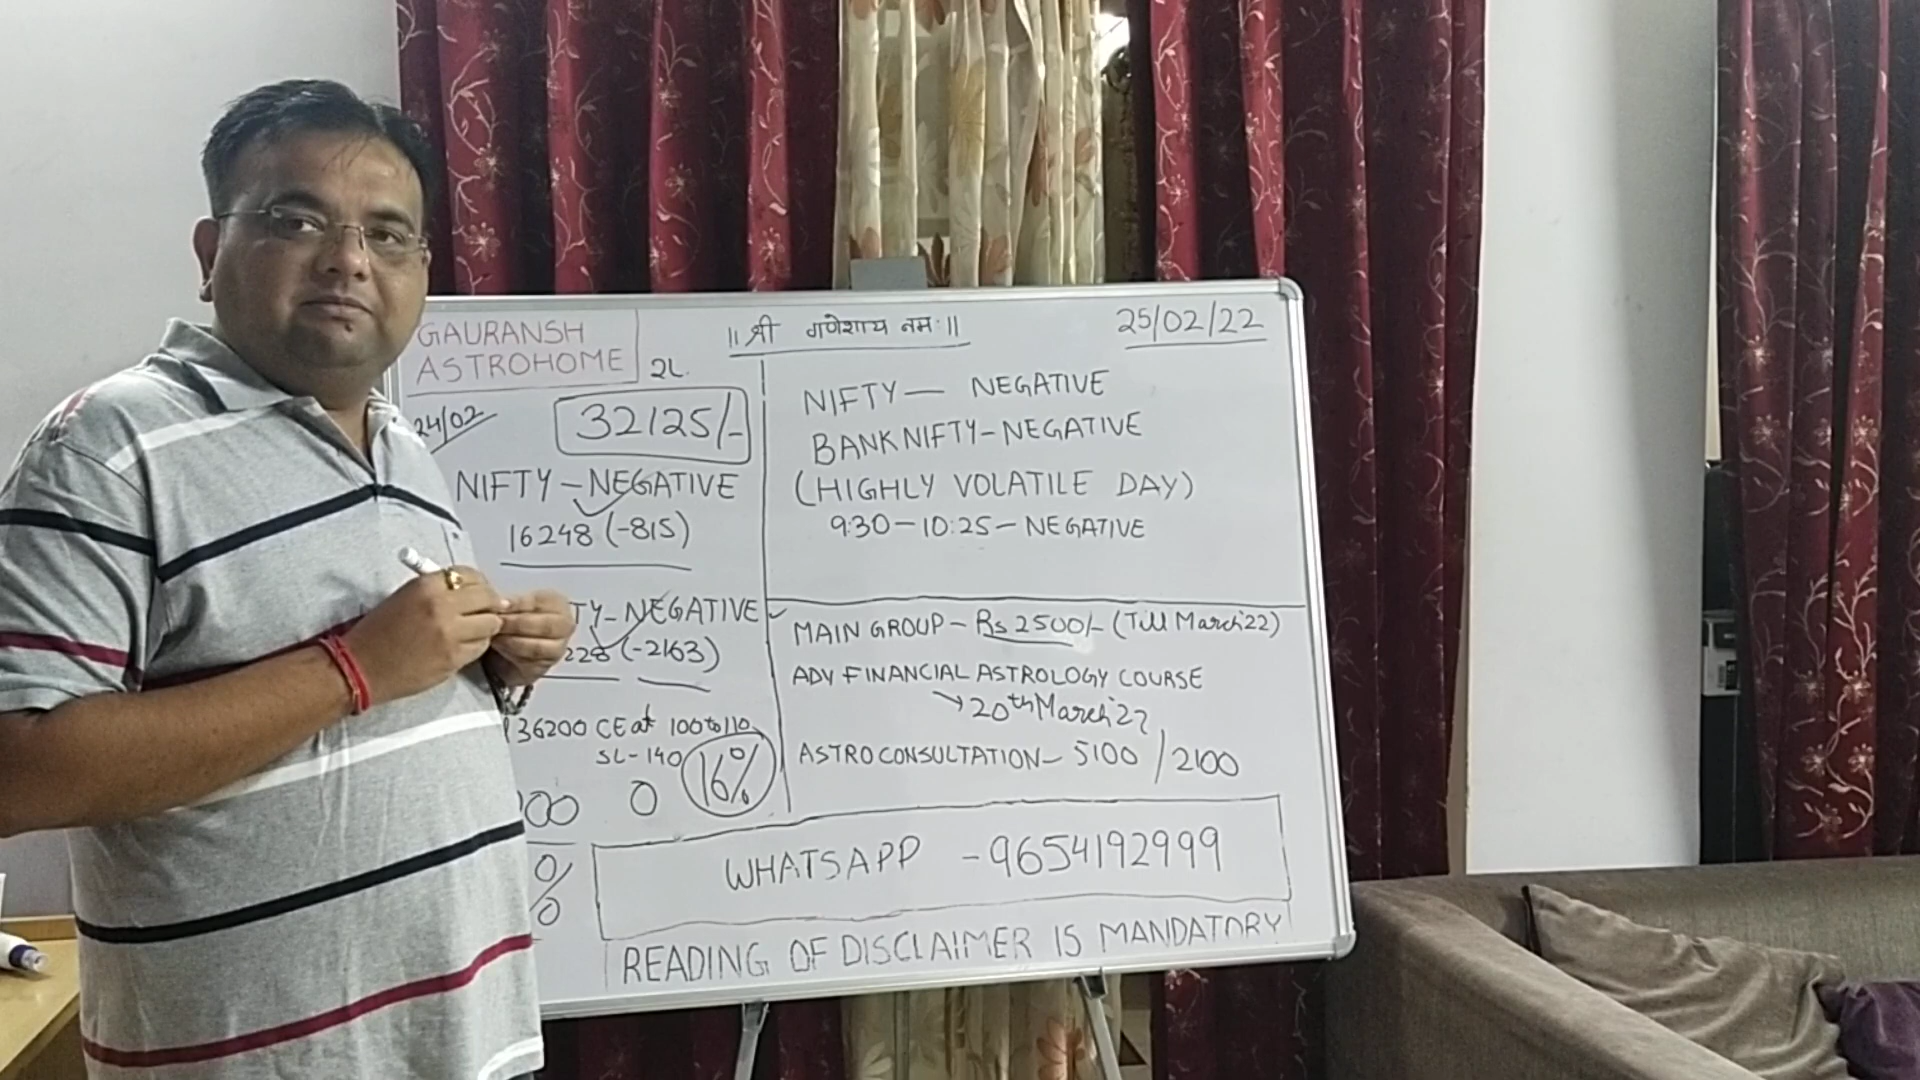 GAURANSH
ASTROHOME
|| श्री गणेशाय नमः ||
25/02/22
24/02
2L
32125/-
NIFTY - NEGATIVE
16248 (-815)
TY - NEGATIVE
228 (-2163)
36200 CE at 100 to 110
SL - 140
16%
00 0
%
NIFTY - NEGATIVE
BANKNIFTY - NEGATIVE
(HIGHLY VOLATILE DAY)
9:30 - 10:25 - NEGATIVE
MAIN GROUP - Rs 2500/- (Till March'22)
ADV FINANCIAL ASTROLOGY COURSE
→ 20th March'22
ASTRO CONSULTATION - 5100 / 2100
WHATSAPP - 9654192999
READING OF DISCLAIMER IS MANDATORY